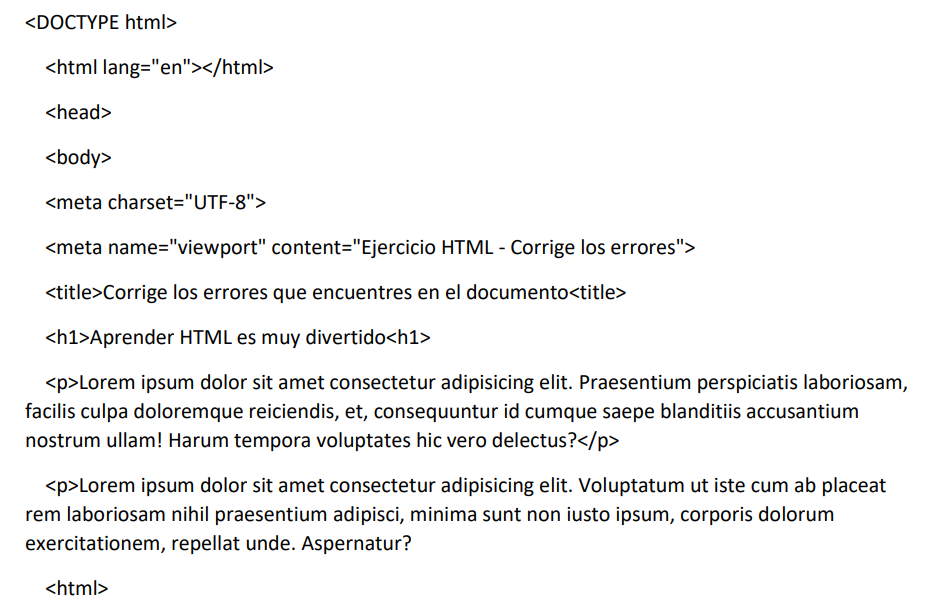 <DOCTYPE html>
<html lang="en"></html>
<head>
<body>
<meta charset="UTF-8">
<meta name="viewport" content="Ejercicio HTML - Corrige los errores">
<title>Corrige los errores que encuentres en el documento<title>
<h1>Aprender HTML es muy divertido<h1>
<p>Lorem ipsum dolor sit amet consectetur adipisicing elit. Praesentium perspiciatis laboriosam,
facilis culpa doloremque reiciendis, et, consequuntur id cumque saepe blanditiis accusantium
nostrum ullam! Harum tempora voluptates hic vero delectus?</p>
<p>Lorem ipsum dolor sit amet consectetur adipisicing elit. Voluptatum ut iste cum ab placeat
rem laboriosam nihil praesentium adipisci, minima sunt non iusto ipsum, corporis dolorum
exercitationem, repellat unde. Aspernatur?
<html>